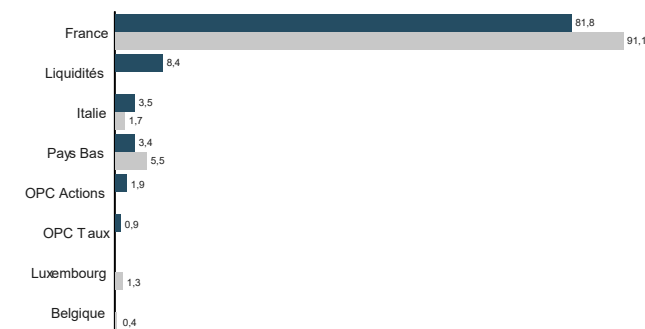 France 81,8
91,1
Liquidités 8,4
Italie 3,5
1,7
Pays Bas 3,4
5,5
OPC Actions 1,9
OPC Taux 0,9
Luxembourg 1,3
Belgique 0,4